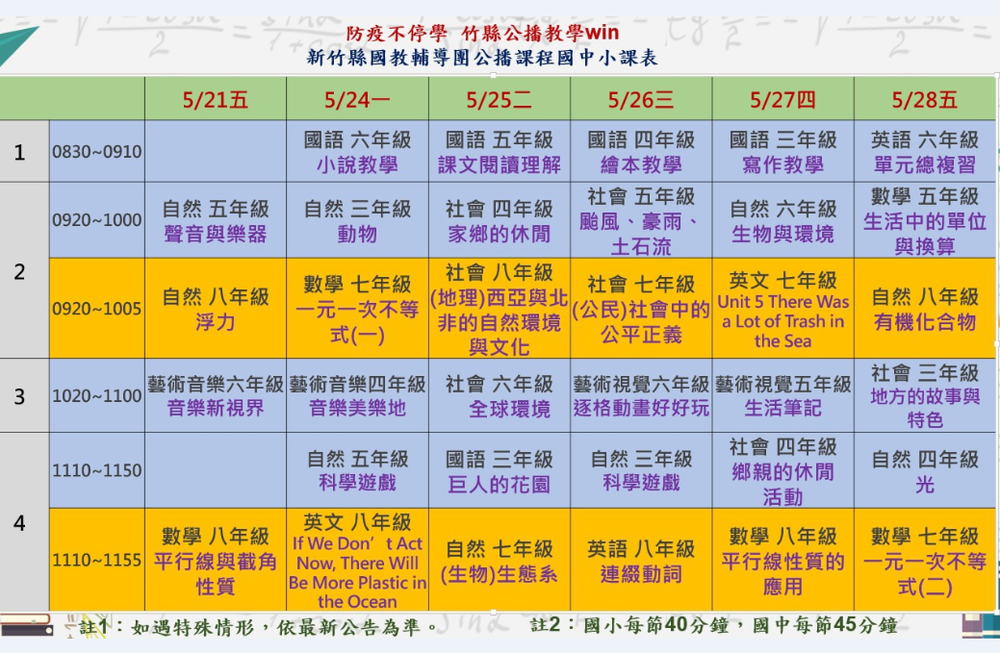 防疫不停學 竹縣公播教學win
新竹縣國教輔導團公播課程國中小課表
5/21五 5/24一 5/25二 5/26三 5/27四 5/28五
1 0830~0910
國語 六年級
小說教學
國語 五年級
課文閱讀理解
國語 四年級
繪本教學
國語 三年級
寫作教學
英語 六年級
單元總複習
2
0920~1000
自然 五年級
聲音與樂器
自然 三年級
動物
社會 四年級
家鄉的休閒
社會 五年級
颱風、豪雨、
土石流
自然 六年級
生物與環境
數學 五年級
生活中的單位
與換算
0920~1005
自然 八年級
浮力
數學 七年級
一元一次不等
式(一)
社會 八年級
(地理)西亞與北
非的自然環境
與文化
社會 七年級
(公民)社會中的
公平正義
英文 七年級
Unit 5 There Was
a Lot of Trash in
the Sea
自然 八年級
有機化合物
3 1020~1100
藝術音樂六年級
音樂新視界
藝術音樂四年級
音樂美樂地
社會 六年級
全球環境
藝術視覺六年級
逐格動畫好好玩
藝術視覺五年級
生活筆記
社會 三年級
地方的故事與
特色
4
1110~1150
自然 五年級
科學遊戲
國語 三年級
巨人的花園
自然 三年級
科學遊戲
社會 四年級
鄉親的休閒
活動
自然 四年級
光
1110~1155
數學 八年級
平行線與截角
性質
英文 八年級
If We Don’t Act
Now, There Will
Be More Plastic in
the Ocean
自然 七年級
(生物)生態系
英語 八年級
連綴動詞
數學 八年級
平行線性質的
應用
數學 七年級
一元一次不等
式(二)
註1：如遇特殊情形，依最新公告為準。 註2：國小每節40分鐘，國中每節45分鐘